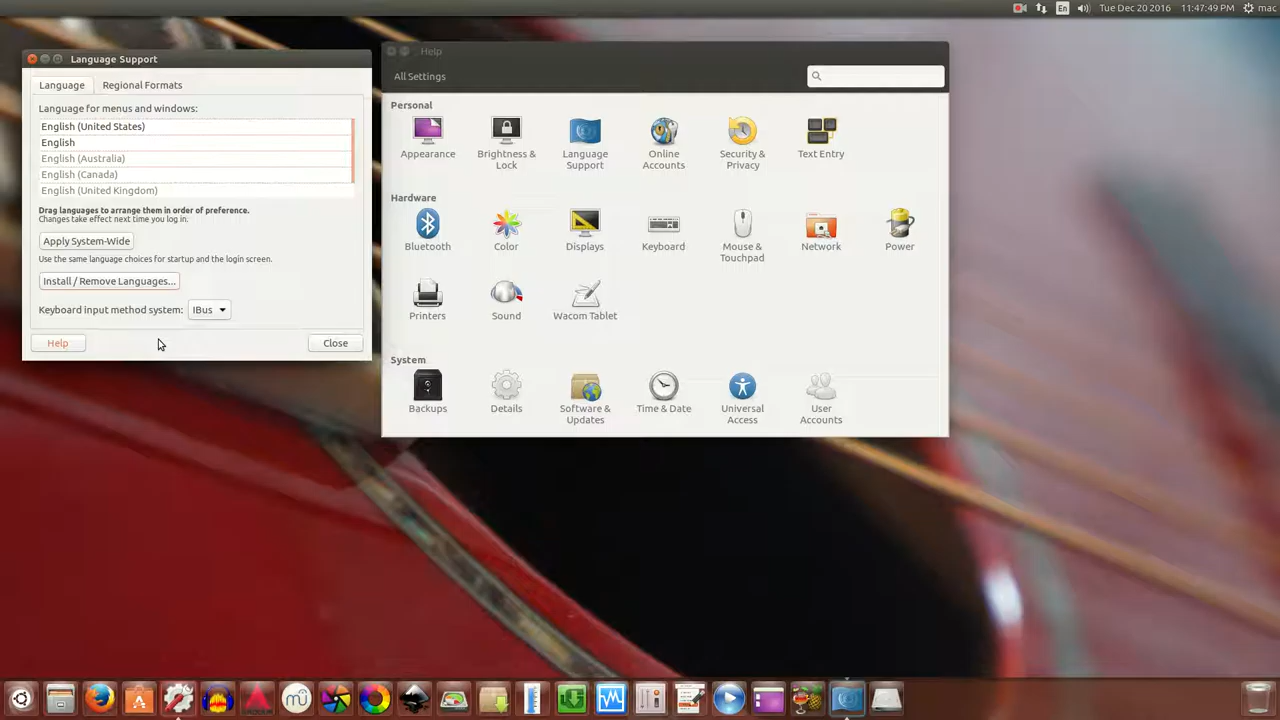 En
Tue Dec 20 2016
11:47:49 PM
mac
Language Support
Language
Regional Formats
Language for menus and windows:
English (United States)
English
English (Australia)
English (Canada)
English (United Kingdom)
Drag languages to arrange them in order of preference.
Changes take effect next time you log in.
Apply System-Wide
Use the same language choices for startup and the login screen.
Install / Remove Languages...
Keyboard input method system:
IBus
Help
Close
Help
All Settings
Personal
Appearance
Brightness &
Lock
Language
Support
Online
Accounts
Security &
Privacy
Text Entry
Hardware
Bluetooth
Color
Displays
Keyboard
Mouse &
Touchpad
Network
Power
Printers
Sound
Wacom Tablet
System
Backups
Details
Software &
Updates
Time & Date
Universal
Access
User
Accounts